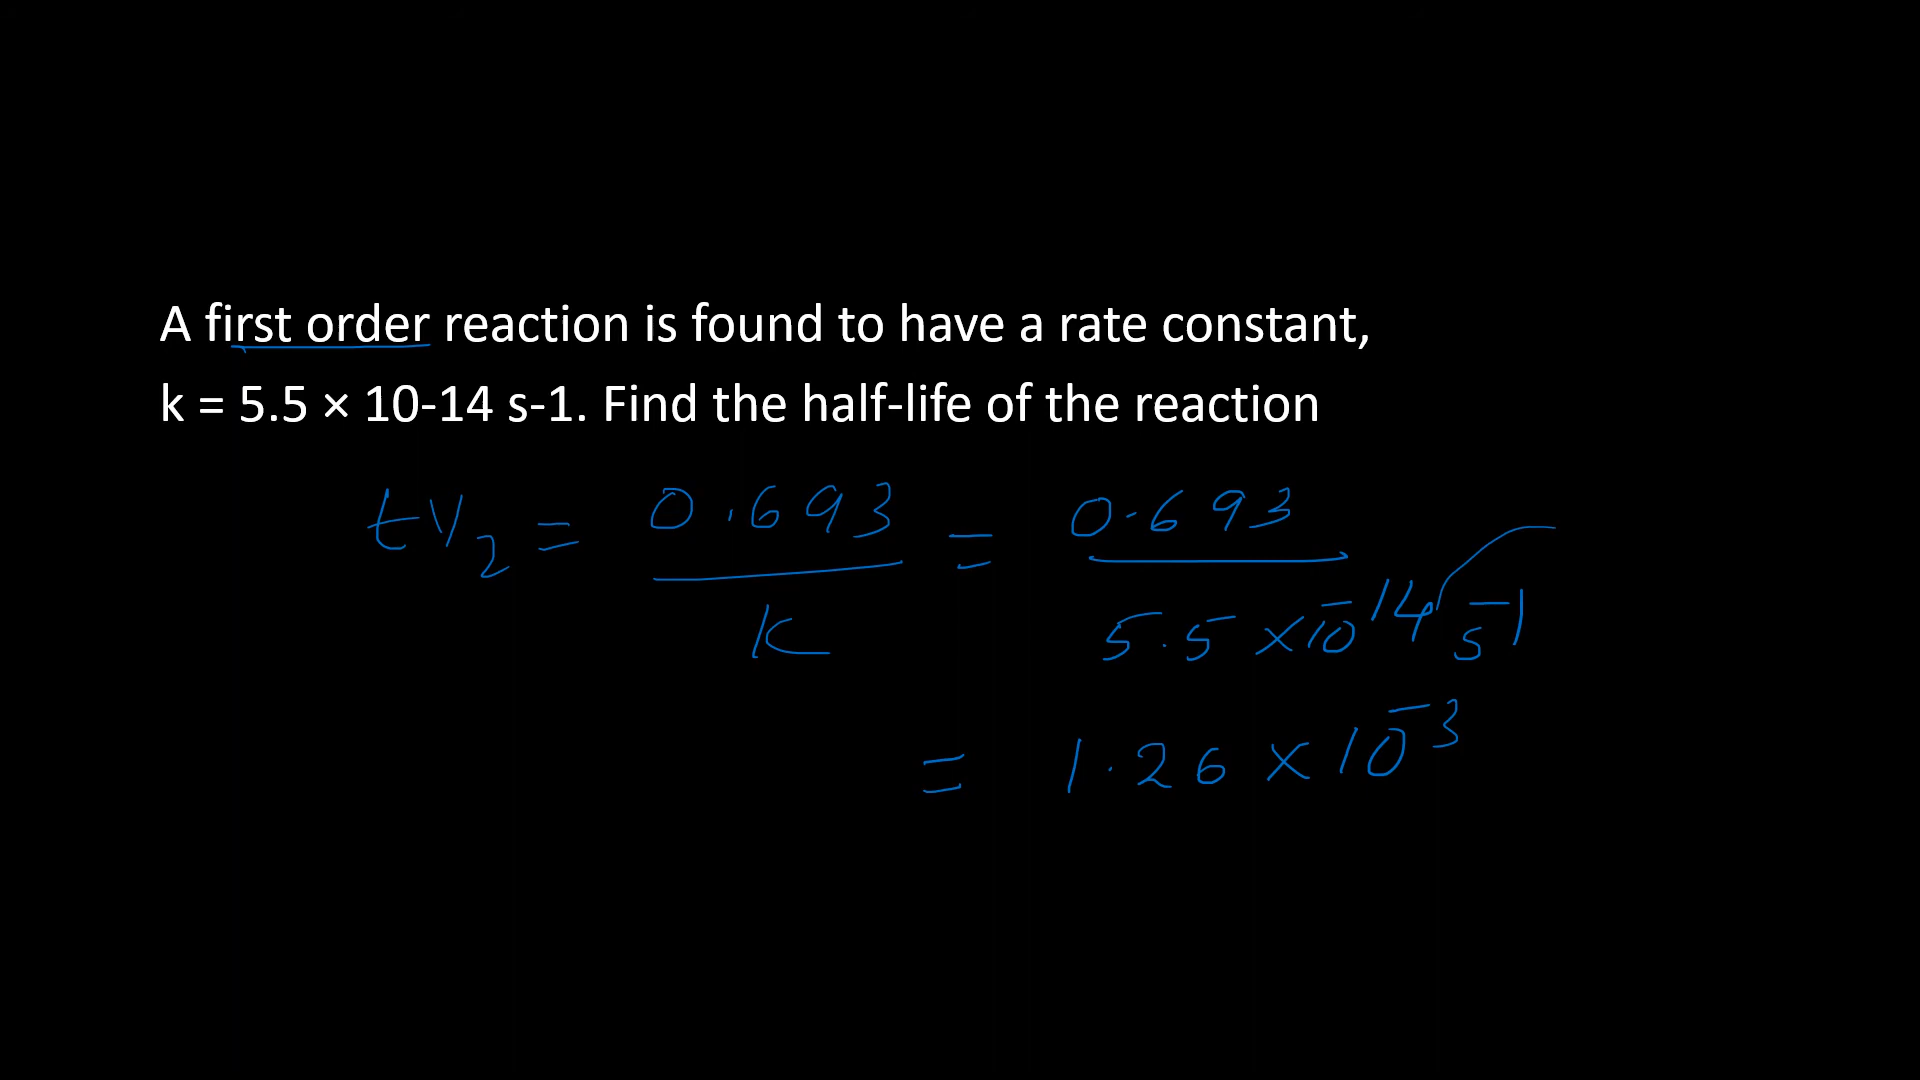 A first order reaction is found to have a rate constant,
k = 5.5 × 10-14 s-1. Find the half-life of the reaction
t1/2 = 0.693 / K = 0.693 / 5.5 × 10⁻¹⁴ s⁻¹
= 1.26 × 10⁻³